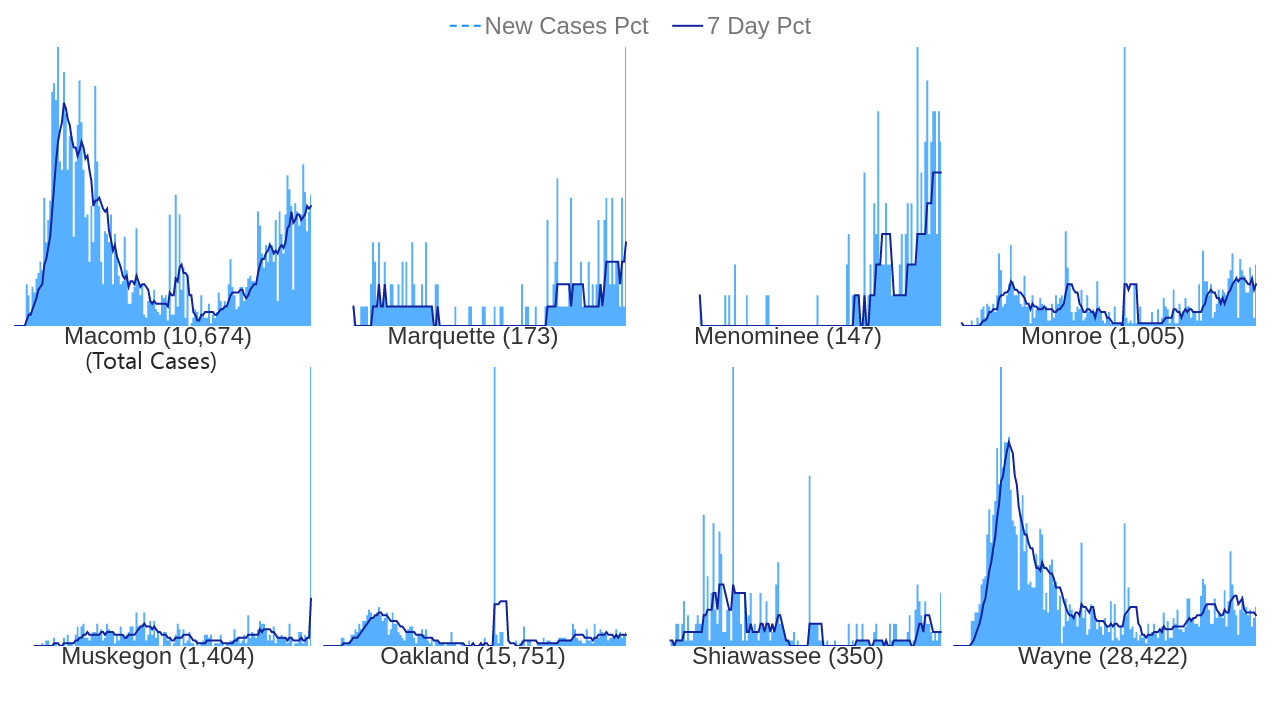 New Cases Pct 7 Day Pct
Macomb (10,674)
(Total Cases)
Marquette (173)
Menominee (147)
Monroe (1,005)
Muskegon (1,404)
Oakland (15,751)
Shiawassee (350)
Wayne (28,422)